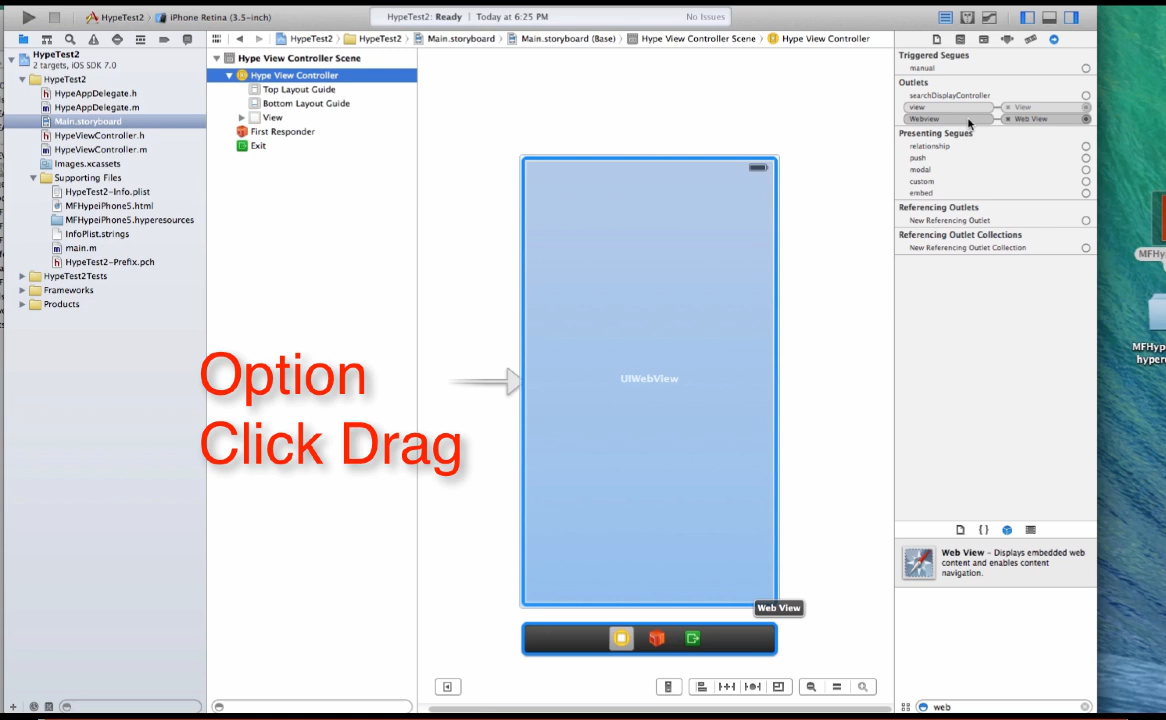 HypeTest2 iPhone Retina (3.5-inch)
HypeTest2: Ready | Today at 6:25 PM
No Issues
HypeTest2 HypeTest2 Main.storyboard Main.storyboard (Base) Hype View Controller Scene Hype View Controller
HypeTest2
2 targets, iOS SDK 7.0
HypeTest2
HypeAppDelegate.h
HypeAppDelegate.m
Main.storyboard
HypeViewController.h
HypeViewController.m
Images.xcassets
Supporting Files
HypeTest2-Info.plist
MFHypeiPhone5.html
MFHypeiPhone5.hyperesources
InfoPlist.strings
main.m
HypeTest2-Prefix.pch
HypeTest2Tests
Frameworks
Products
Hype View Controller Scene
Hype View Controller
Top Layout Guide
Bottom Layout Guide
View
First Responder
Exit
Option
Click Drag
UIWebView
Web View
Triggered Segues
manual
Outlets
searchDisplayController
view View
Webview Web View
Presenting Segues
relationship
push
modal
custom
embed
Referencing Outlets
New Referencing Outlet
Referencing Outlet Collections
New Referencing Outlet Collection
Web View - Displays embedded web
content and enables content
navigation.
web
MFHyp
hyper